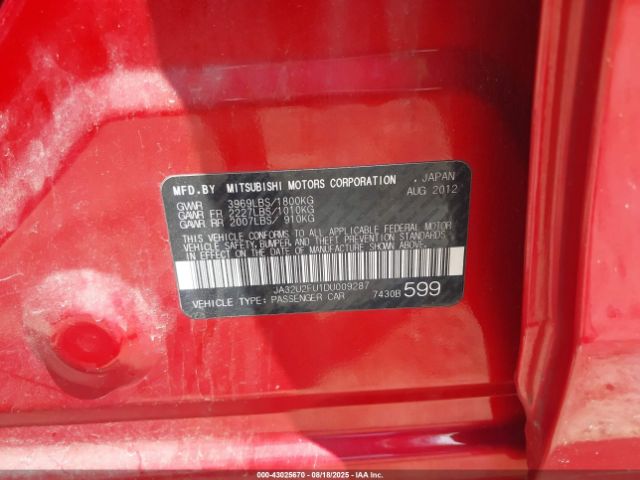 MFD.BY MITSUBISHI MOTORS CORPORATION . JAPAN
AUG 2012
GVWR 3969LBS/1800KG
GAWR FR 2227LBS/1010KG
GAWR RR 2007LBS/ 910KG
THIS VEHICLE CONFORMS TO ALL APPLICABLE FEDERAL MOTOR
VEHICLE SAFETY, BUMPER, AND THEFT PREVENTION STANDARDS
IN EFFECT ON THE DATE OF MANUFACTURE SHOWN ABOVE.
JA32U2FU1DU009287
VEHICLE TYPE: PASSENGER CAR 7430B 599
000-43025670 - 08/18/2025 - COPYRIGHT IAA, LLC.